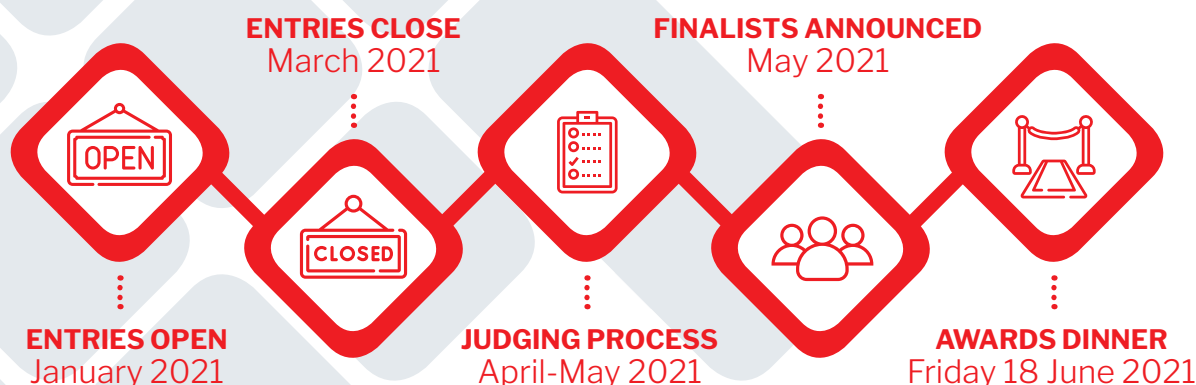 ENTRIES OPEN
January 2021
OPEN
ENTRIES CLOSE
March 2021
CLOSED
JUDGING PROCESS
April-May 2021
FINALISTS ANNOUNCED
May 2021
AWARDS DINNER
Friday 18 June 2021